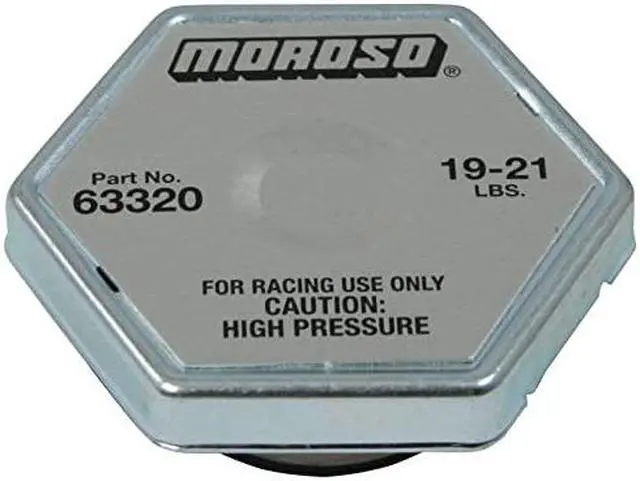 MOROSO®
Part No.
63320
19-21
LBS.
FOR RACING USE ONLY
CAUTION:
HIGH PRESSURE